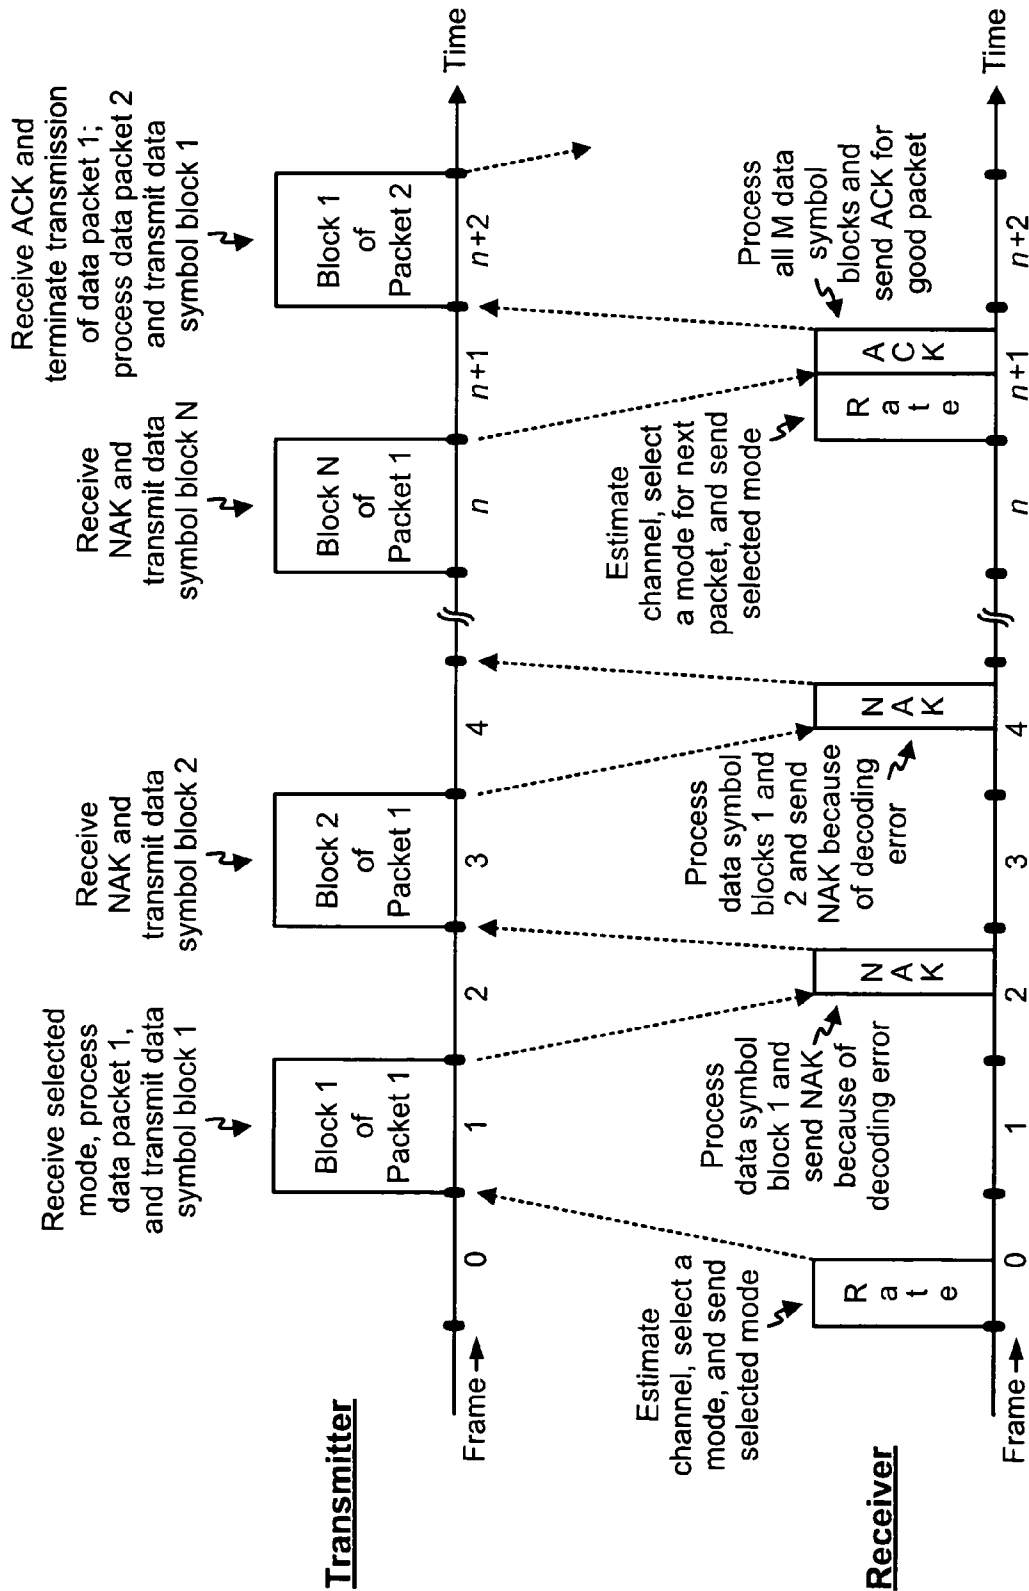 Transmitter
Receive selected
mode, process
data packet 1,
and transmit data
symbol block 1
Receive
NAK and
transmit data
symbol block 2
Receive
NAK and
transmit data
symbol block N
Receive ACK and
terminate transmission
of data packet 1;
process data packet 2
and transmit data
symbol block 1
Block 1
of
Packet 1
Block 2
of
Packet 1
Block N
of
Packet 1
Block 1
of
Packet 2
Frame
0
1
2
3
4
n
n+1
n+2
Time
Receiver
Estimate
channel, select a
mode, and send
selected mode
Process
data symbol
block 1 and
send NAK
because of
decoding error
Process
data symbol
blocks 1 and
2 and send
NAK because
of decoding
error
Estimate
channel, select
a mode for next
packet, and send
selected mode
Process
all M data
symbol
blocks and
send ACK for
good packet
Rate
NAK
NAK
Rate
ACK
Frame
0
1
2
3
4
n
n+1
n+2
Time